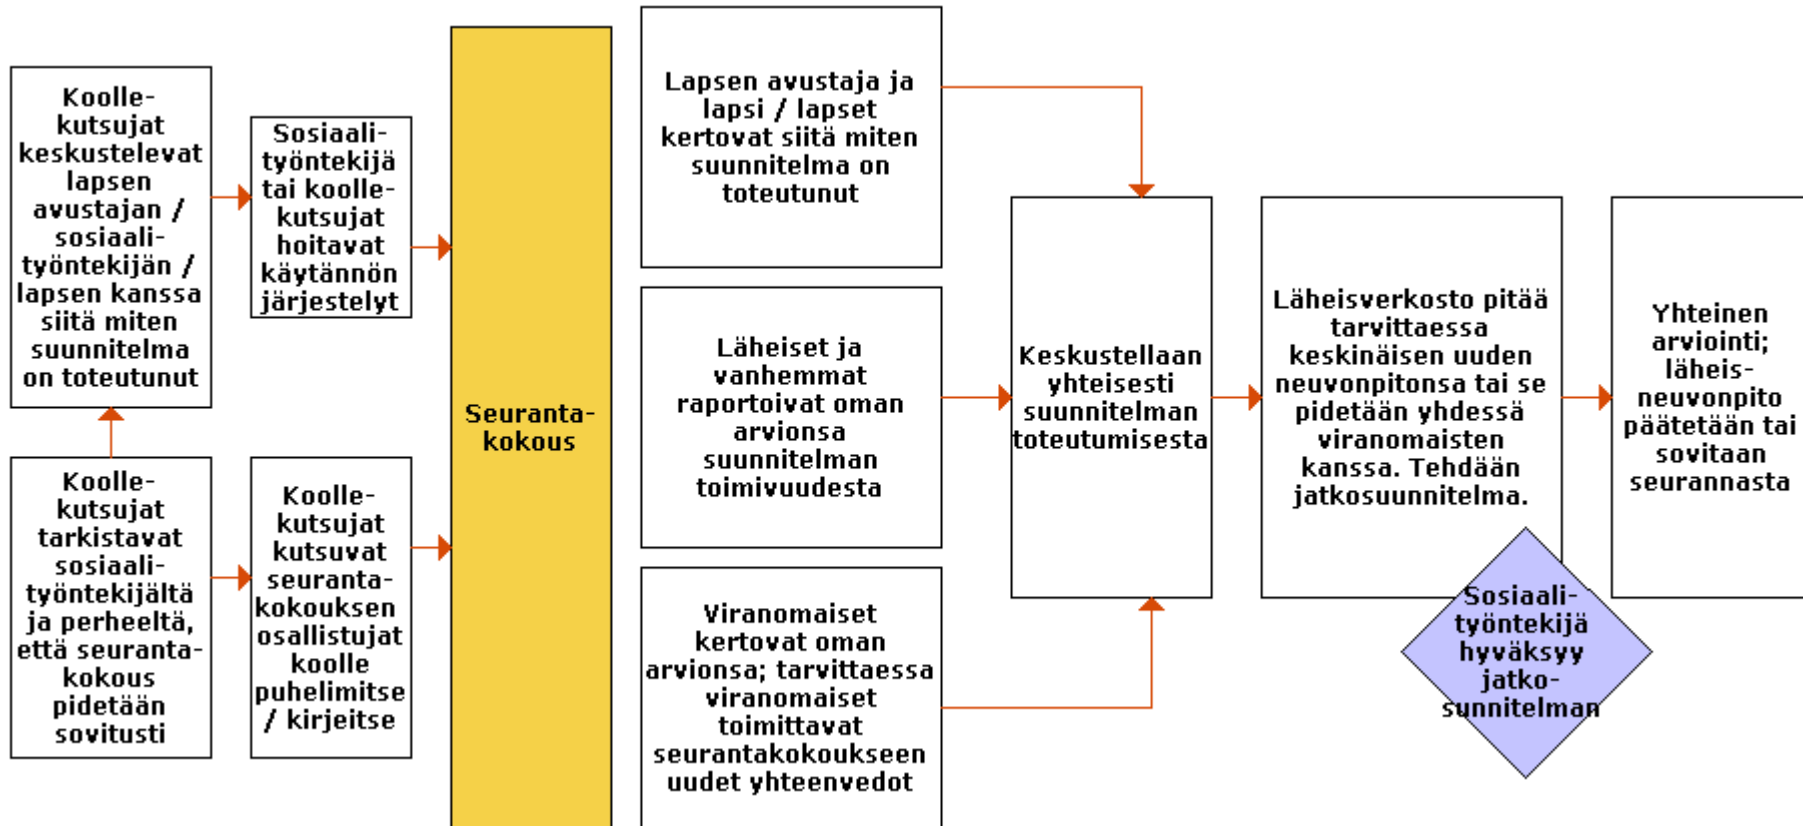 Koolle-
kutsujat
keskustelevat
lapsen
avustajan /
sosiaali-
työntekijän /
lapsen kanssa
siitä miten
suunnitelma
on toteutunut
Koolle-
kutsujat
tarkistavat
sosiaali-
työntekijältä
ja perheeltä,
että seuranta-
kokous
pidetään
sovitusti
Sosiaali-
työntekijä
tai koolle-
kutsujat
hoitavat
käytännön
järjestelyt
Koolle-
kutsujat
kutsuvat
seuranta-
kokouksen
osallistujat
koolle
puhelimitse
/ kirjeitse
Seuranta-
kokous
Lapsen avustaja ja
lapsi / lapset
kertovat siitä miten
suunnitelma on
toteutunut
Läheiset ja
vanhemmat
raportoivat oman
arvionsa
suunnitelman
toimivuudesta
Viranomaiset
kertovat oman
arvionsa; tarvittaessa
viranomaiset
toimittavat
seurantakokoukseen
uudet yhteenvedot
Keskustellaan
yhteisesti
suunnitelman
toteutumisesta
Läheisverkosto pitää
tarvittaessa
keskinäisen uuden
neuvonpitonsa tai se
pidetään yhdessä
viranomaisten
kanssa. Tehdään
jatkosuunnitelma.
Sosiaali-
työntekijä
hyväksyy
jatko-
sunnitelman
Yhteinen
arviointi;
läheis-
neuvonpito
päätetään tai
sovitaan
seurannasta